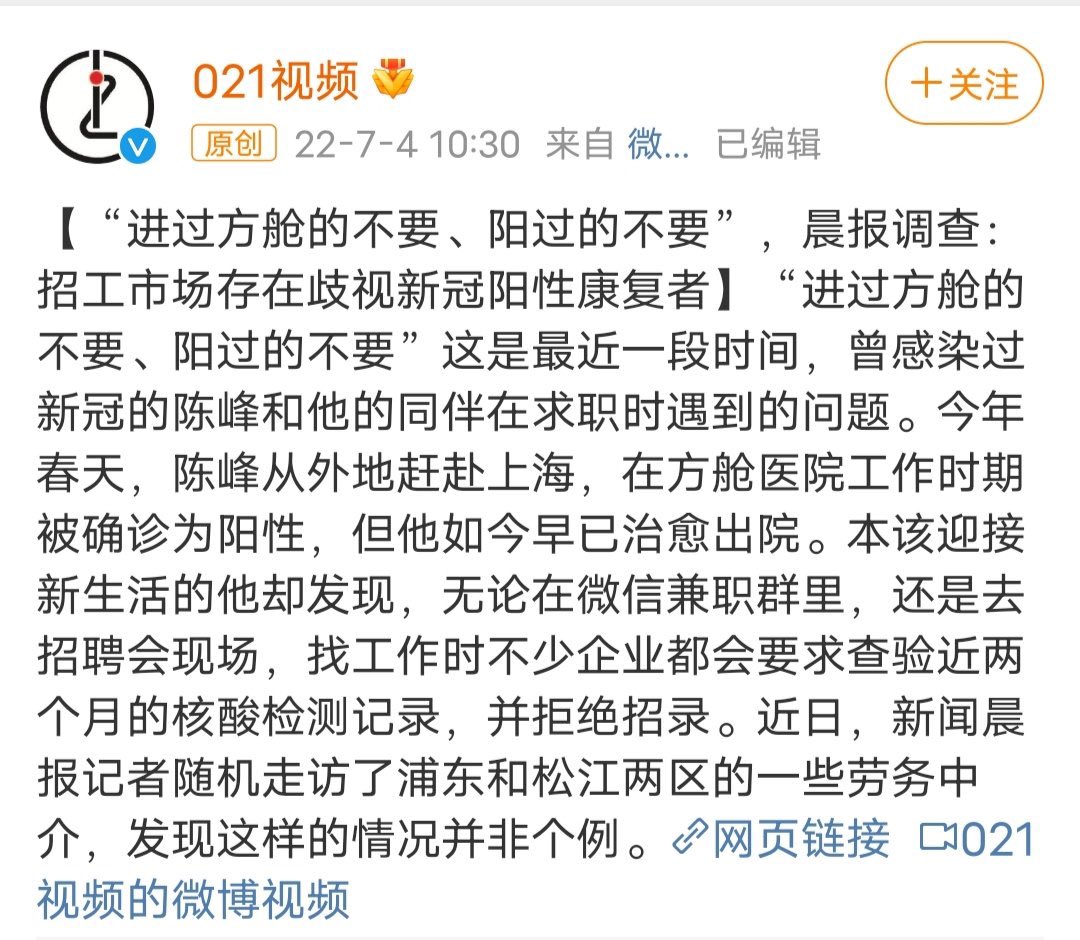 021视频
+关注
原创 22-7-4 10:30 来自 微... 已编辑
【“进过方舱的不要、阳过的不要”，晨报调查：
招工市场存在歧视新冠阳性康复者】“进过方舱的
不要、阳过的不要”这是最近一段时间，曾感染过
新冠的陈峰和他的同伴在求职时遇到的问题。今年
春天，陈峰从外地赶赴上海，在方舱医院工作时期
被确诊为阳性，但他如今早已治愈出院。本该迎接
新生活的他却发现，无论在微信兼职群里，还是去
招聘会现场，找工作时不少企业都会要求查验近两
个月的核酸检测记录，并拒绝招录。近日，新闻晨
报记者随机走访了浦东和松江两区的一些劳务中
介，发现这样的情况并非个例。网页链接 021
视频的微博视频